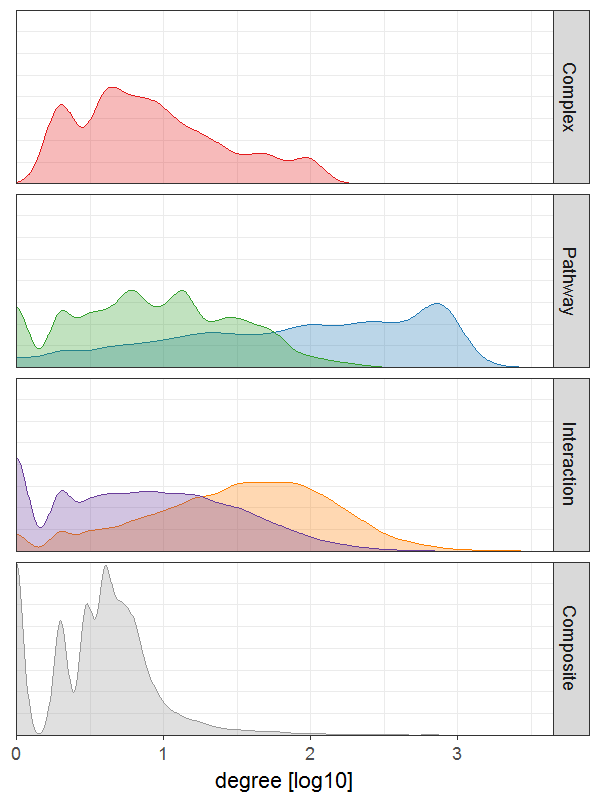 Complex
Pathway
Interaction
Composite
0 1 2 3
degree [log10]